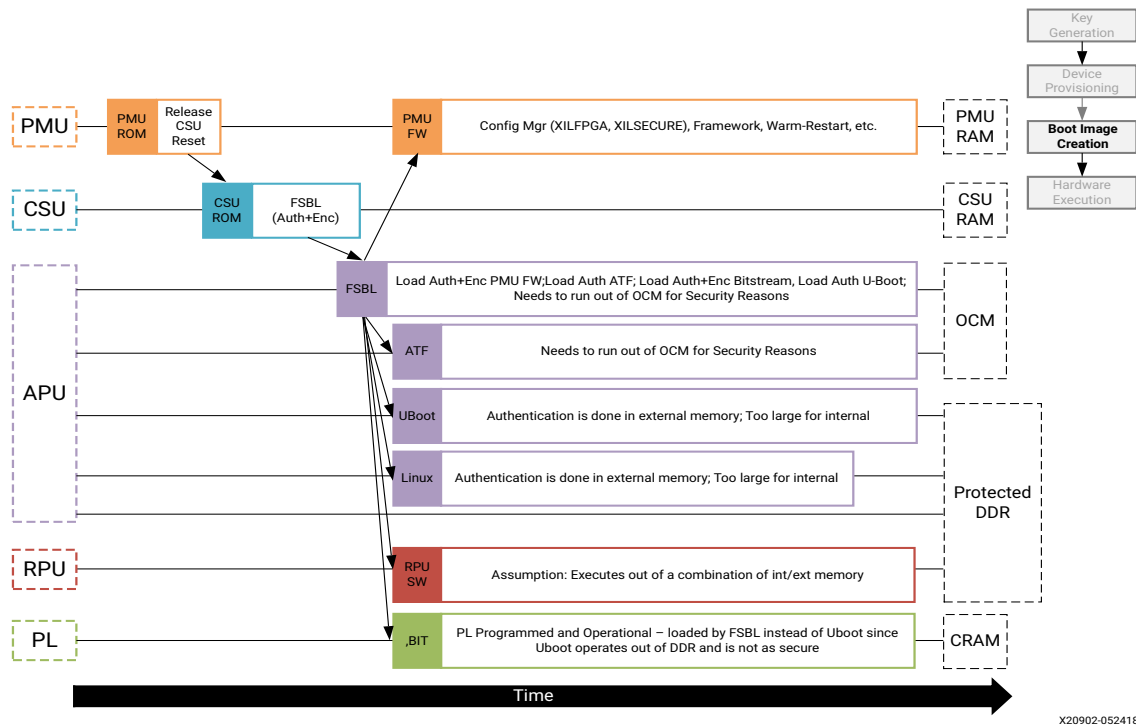 Key
Generation
Device
Provisioning
Boot Image
Creation
Hardware
Execution
PMU
PMU
ROM
Release
CSU
Reset
PMU
FW
Config Mgr (XILFPGA, XILSECURE), Framework, Warm-Restart, etc.
PMU
RAM
CSU
CSU
ROM
FSBL
(Auth+Enc)
CSU
RAM
APU
FSBL
Load Auth+Enc PMU FW;Load Auth ATF; Load Auth+Enc Bitstream, Load Auth U-Boot;
Needs to run out of OCM for Security Reasons
OCM
ATF
Needs to run out of OCM for Security Reasons
UBoot
Authentication is done in external memory; Too large for internal
Linux
Authentication is done in external memory; Too large for internal
Protected
DDR
RPU
RPU
SW
Assumption: Executes out of a combination of int/ext memory
PL
,BIT
PL Programmed and Operational – loaded by FSBL instead of Uboot since
Uboot operates out of DDR and is not as secure
CRAM
Time
X20902-052418